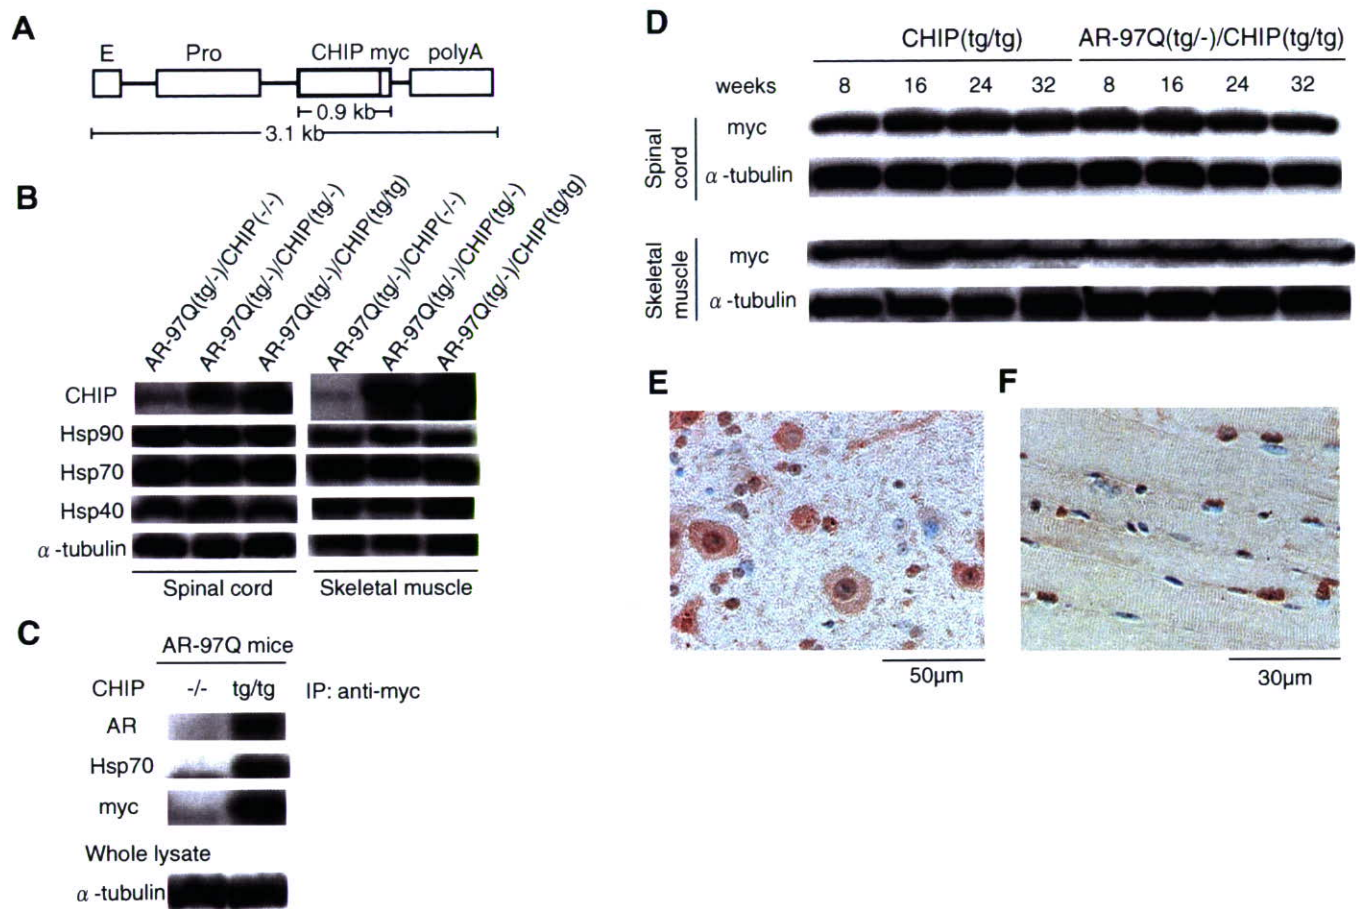 A
E Pro CHIP myc polyA
0.9 kb
3.1 kb
B
AR-97Q(tg/-)/CHIP(-/-)
AR-97Q(tg/-)/CHIP(tg/-)
AR-97Q(tg/-)/CHIP(tg/tg)
AR-97Q(tg/-)/CHIP(-/-)
AR-97Q(tg/-)/CHIP(tg/-)
AR-97Q(tg/-)/CHIP(tg/tg)
CHIP
Hsp90
Hsp70
Hsp40
α-tubulin
Spinal cord Skeletal muscle
C
AR-97Q mice
CHIP -/- tg/tg IP: anti-myc
AR
Hsp70
myc
Whole lysate
α-tubulin
D
CHIP(tg/tg) AR-97Q(tg/-)/CHIP(tg/tg)
weeks 8 16 24 32 8 16 24 32
Spinal
cord
myc
α-tubulin
Skeletal
muscle
myc
α-tubulin
E
50μm
F
30μm